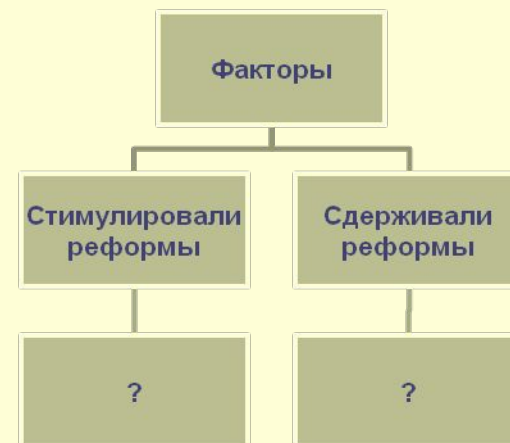 Факторы
Стимулировали
реформы
Сдерживали
реформы
?
?